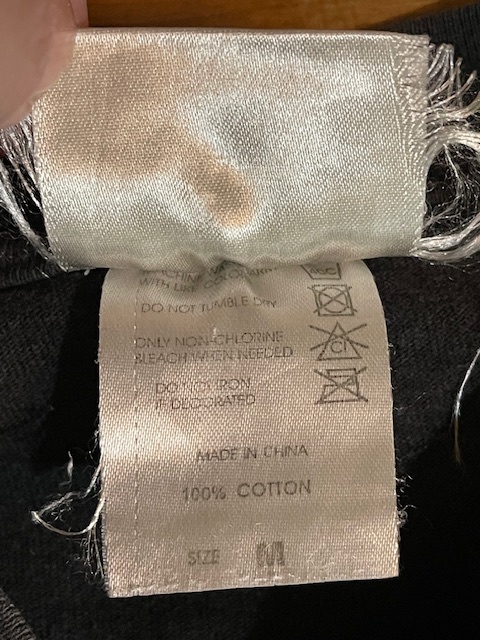 WITH LIKE COLORS
DO NOT TUMBLE DRY
ONLY NON-CHLORINE
BLEACH WHEN NEEDED
DO NOT IRON
IF DECORATED
MADE IN CHINA
100% COTTON
SIZE M